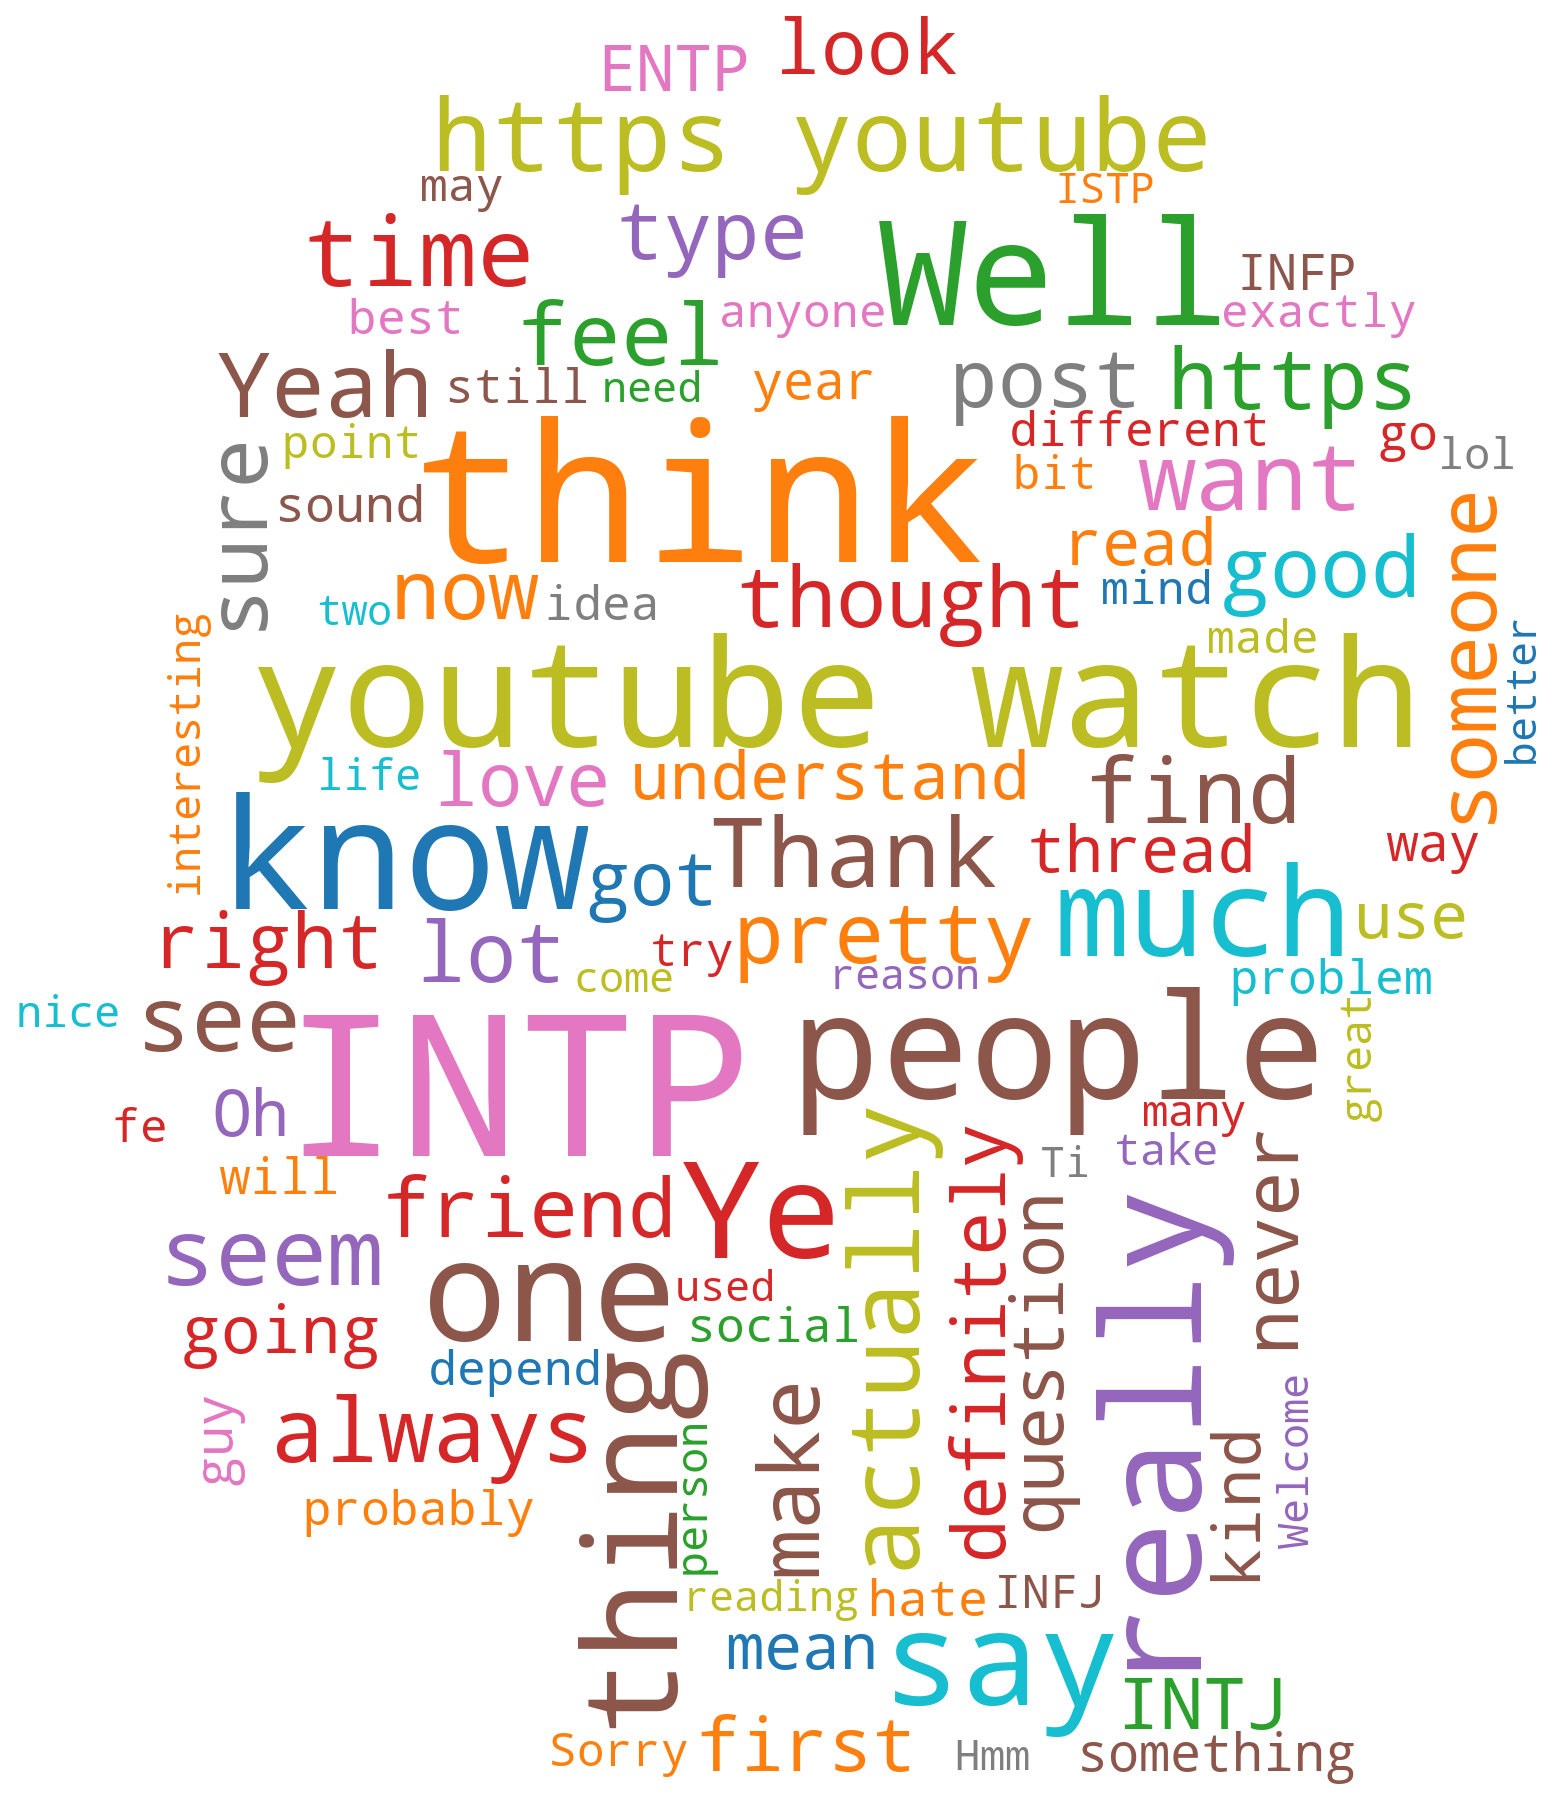 ENTP look
https youtube
may ISTP
time type Well INFP
best feel anyone exactly
Yeah still need year post https
point different go lol
sure sound think bit want someone
read good
two now idea thought mind
made better
interesting youtube watch
life love understand find
know got Thank thread way
much use
right lot try pretty
come reason problem
nice see INTP people great
fe Oh many
will Ti take
friend Ye actually definitely question really never
seem one
used
going social
depend
guy always thing person make kind Welcome
probably
reading hate INFJ
mean say
INTJ
Sorry first Hmm something